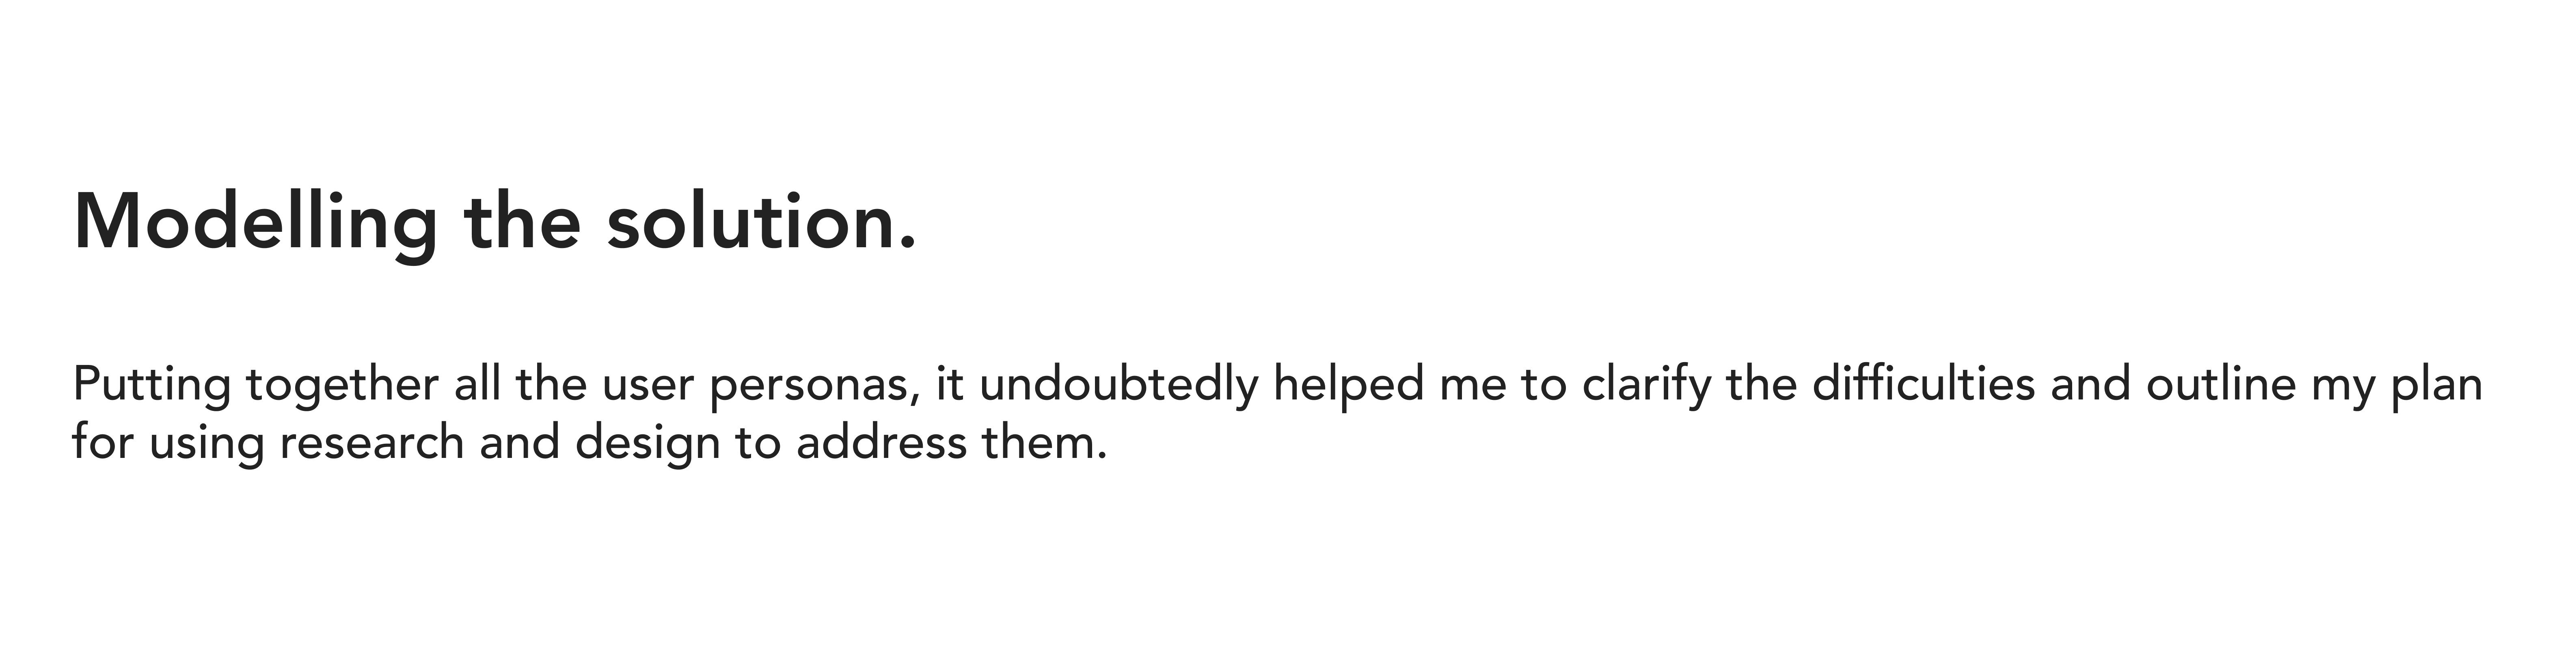 Modelling the solution.
Putting together all the user personas, it undoubtedly helped me to clarify the difficulties and outline my plan
for using research and design to address them.